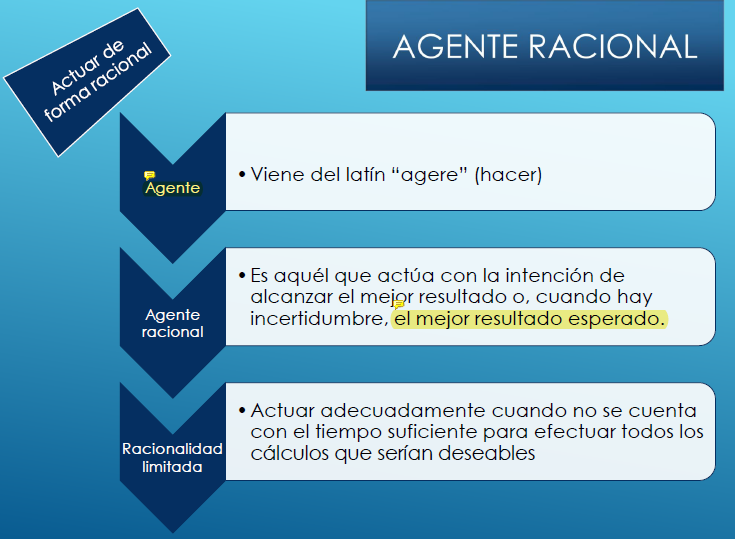 Actuar de
forma racional
AGENTE RACIONAL
Agente
• Viene del latín “agere” (hacer)
Agente
racional
• Es aquél que actúa con la intención de
alcanzar el mejor resultado o, cuando hay
incertidumbre, el mejor resultado esperado.
Racionalidad
limitada
• Actuar adecuadamente cuando no se cuenta
con el tiempo suficiente para efectuar todos los
cálculos que serían deseables